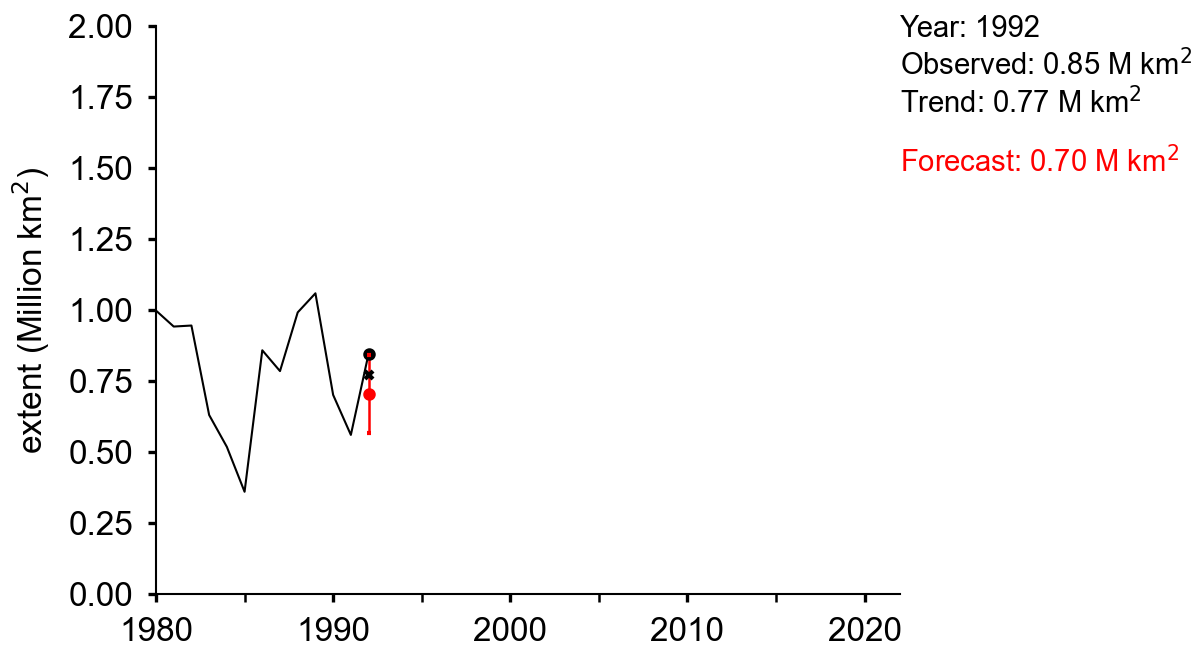 2.00
1.75
1.50
1.25
1.00
0.75
0.50
0.25
0.00
extent (Million km²)
1980 1990 2000 2010 2020
Year: 1992
Observed: 0.85 M km²
Trend: 0.77 M km²
Forecast: 0.70 M km²